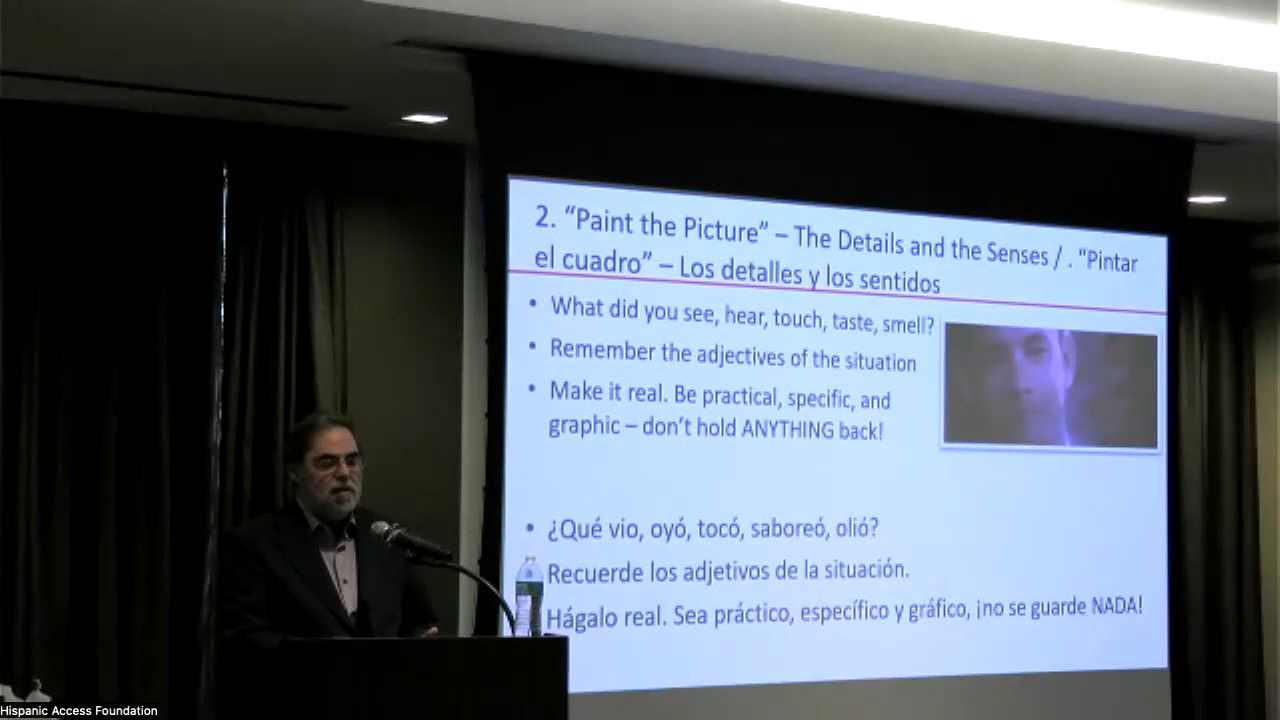 2. “Paint the Picture” – The Details and the Senses / . “Pintar
el cuadro” – Los detalles y los sentidos
• What did you see, hear, touch, taste, smell?
• Remember the adjectives of the situation
• Make it real. Be practical, specific, and
graphic – don’t hold ANYTHING back!
• ¿Qué vio, oyó, tocó, saboreó, olió?
Recuerde los adjetivos de la situación.
Hágalo real. Sea práctico, específico y gráfico, ¡no se guarde NADA!
Hispanic Access Foundation